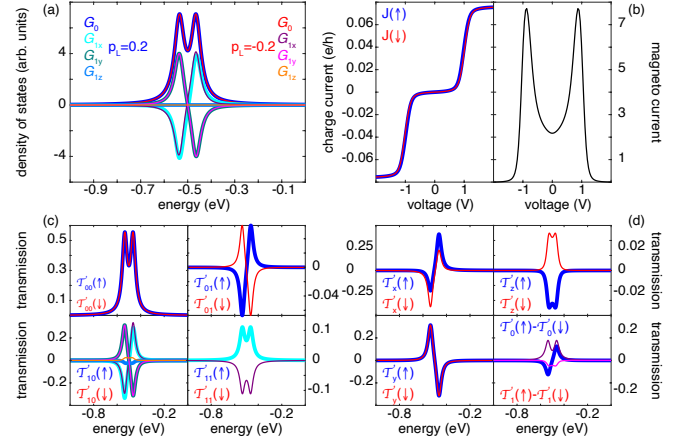 (a)
G0 G0
G1x pL=0.2 pL=-0.2 G1x
G1y G1y
G1z G1z
density of states (arb. units)
8
4
0
-4
-0.9 -0.7 -0.5 -0.3 -0.1
energy (eV)
J(↑)
J(↓)
charge current (e/h)
0.06
0.04
0.02
0.00
-0.02
-0.04
-0.06
-1 0 1
voltage (V)
(b)
7
5
3
1
magneto current
-1 0 1
voltage (V)
(c)
transmission
0.5
0.3
0.1
T'00(↑)
T'00(↓)
T'01(↑)
T'01(↓)
0
-0.04
transmission
0.2
0
-0.2
T'10(↑)
T'10(↓)
T'11(↑)
T'11(↓)
0.1
0
-0.1
-0.8 -0.2 -0.8 -0.2
energy (eV) energy (eV)
(d)
0.25
0
-0.25
T'x(↑)
T'x(↓)
T'z(↑)
T'z(↓)
0.02
0
-0.02
transmission
0.2
0
-0.2
T'y(↑)
T'y(↓)
T'0(↑)-T'0(↓)
T'1(↑)-T'1(↓)
0.2
0
-0.2
transmission
-0.8 -0.2 -0.8 -0.2
energy (eV) energy (eV)